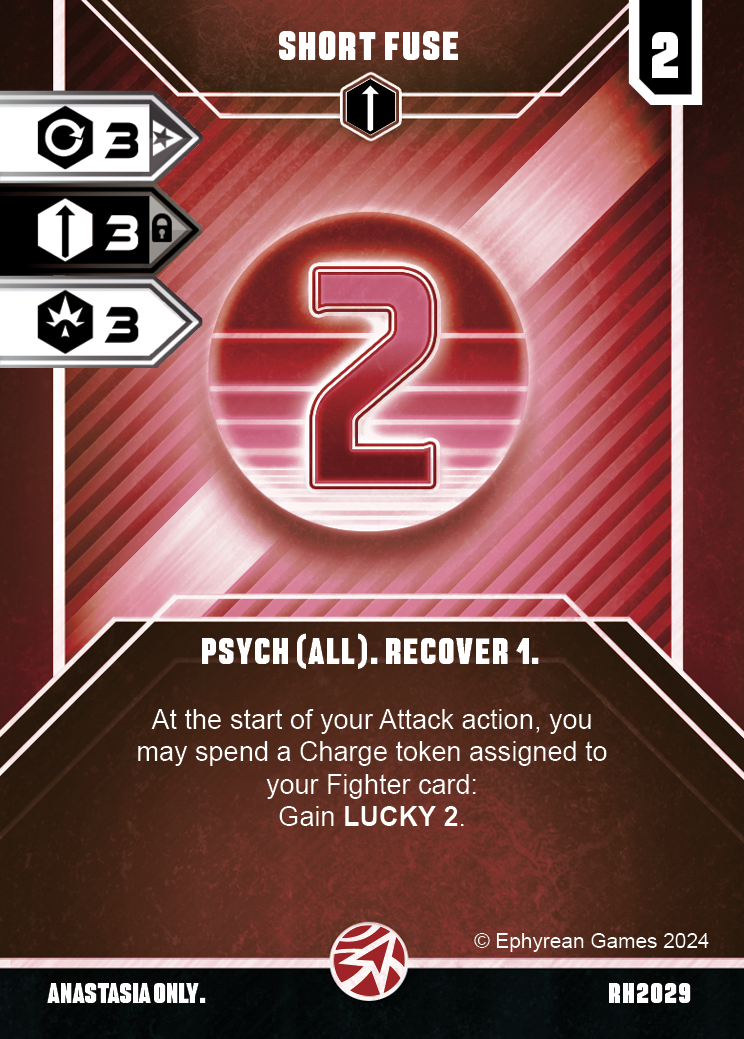 SHORT FUSE
2
3
3
3
2
PSYCH (ALL). RECOVER 1.
At the start of your Attack action, you
may spend a Charge token assigned to
your Fighter card:
Gain LUCKY 2.
© Ephyrean Games 2024
ANASTASIA ONLY.
RH2029